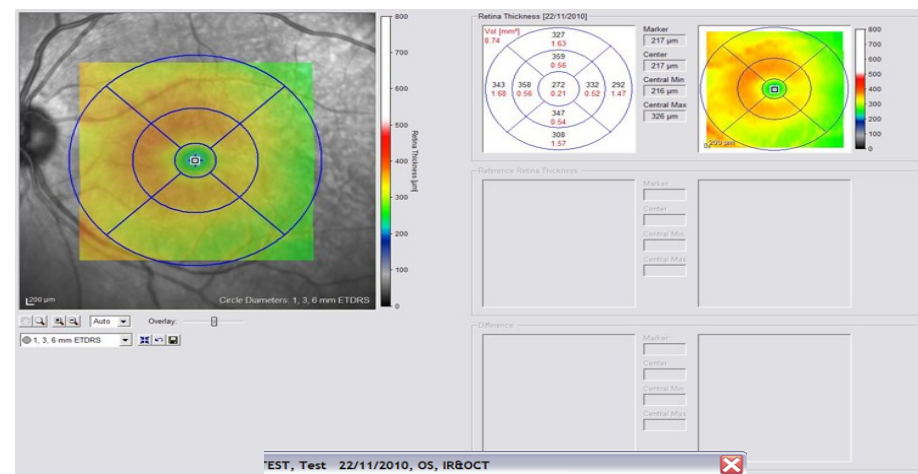 800
700
600
500
400
300
200
100
0
Retina Thickness [µm]
200 µm
Circle Diameters: 1, 3, 6 mm ETDRS
Auto
Overlay:
1, 3, 6 mm ETDRS
Retina Thickness [22/11/2010]
Vol [mm³]
8.74
327
1.63
359
0.56
343 358 272 332 292
1.68 0.56 0.21 0.52 1.47
347
0.54
308
1.57
Marker
217 µm
Center
217 µm
Central Min
216 µm
Central Max
326 µm
200 µm
800
700
600
500
400
300
200
100
0
Reference Retina Thickness
Marker
Center
Central Min
Central Max
Difference
Marker
Center
Central Min
Central Max
TEST, Test 22/11/2010, OS, IR&OCT